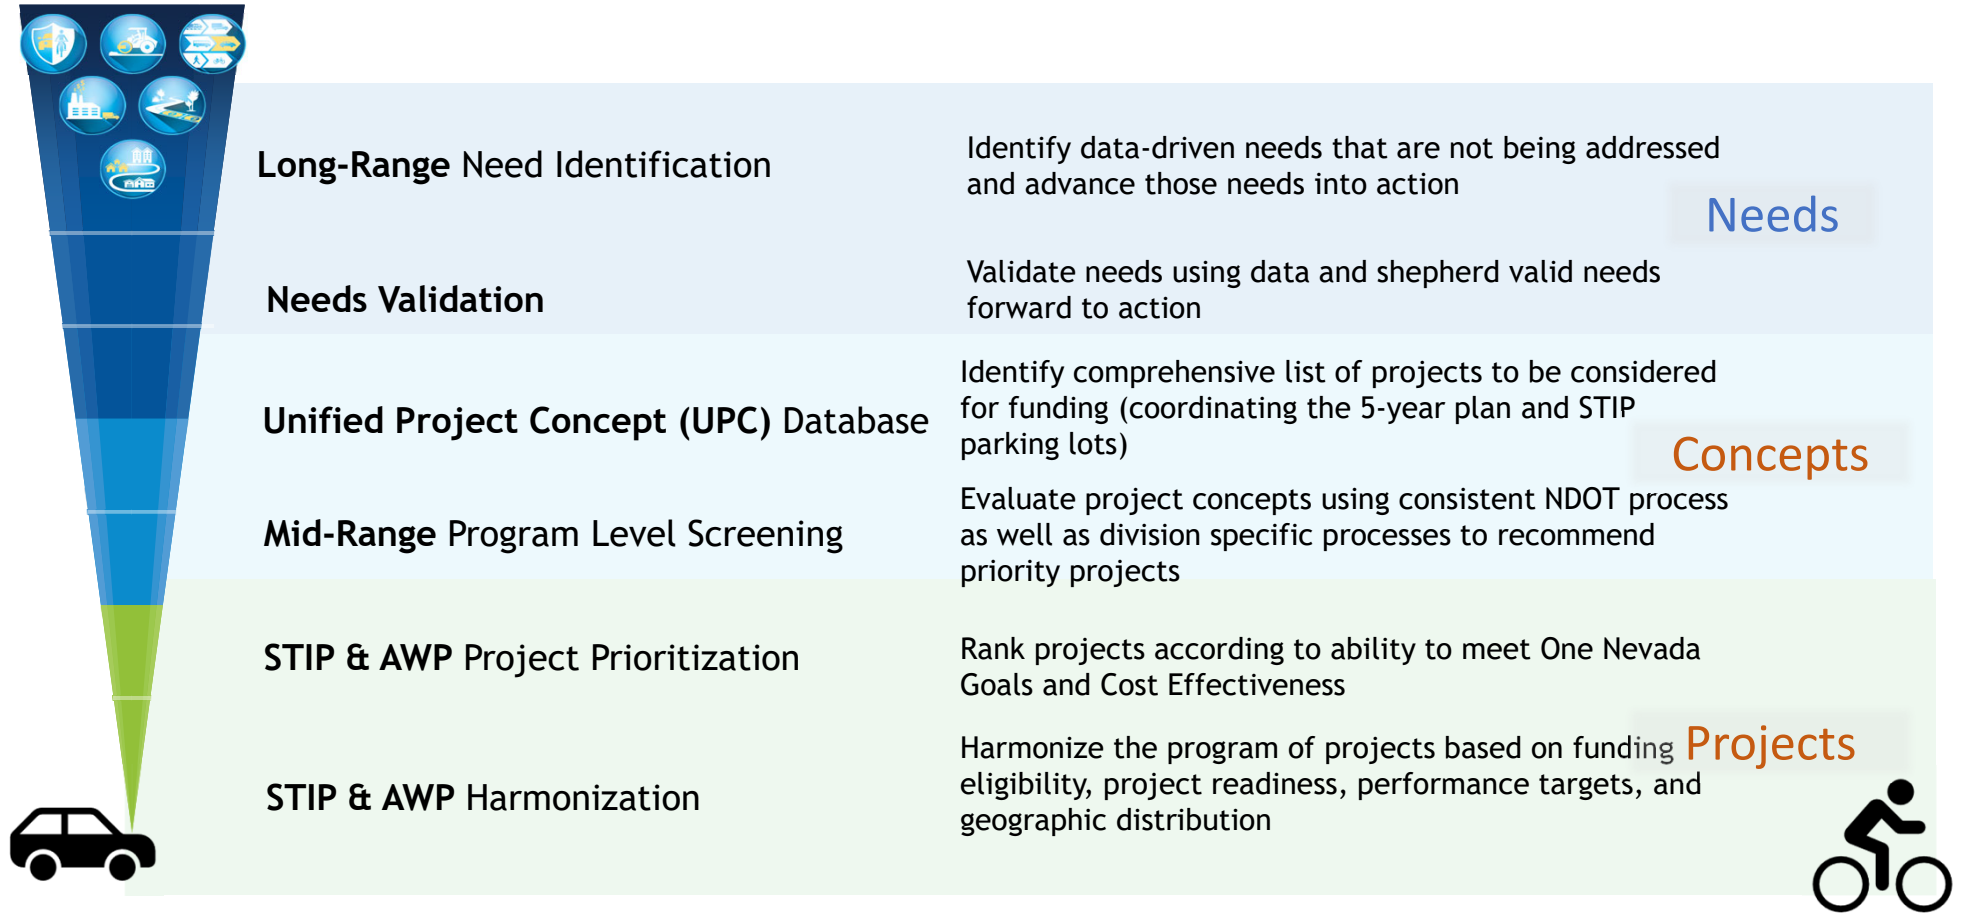 Long-Range Need Identification
Identify data-driven needs that are not being addressed
and advance those needs into action
Needs
Needs Validation
Validate needs using data and shepherd valid needs
forward to action
Unified Project Concept (UPC) Database
Identify comprehensive list of projects to be considered
for funding (coordinating the 5-year plan and STIP
parking lots)
Concepts
Mid-Range Program Level Screening
Evaluate project concepts using consistent NDOT process
as well as division specific processes to recommend
priority projects
STIP & AWP Project Prioritization
Rank projects according to ability to meet One Nevada
Goals and Cost Effectiveness
STIP & AWP Harmonization
Harmonize the program of projects based on funding
eligibility, project readiness, performance targets, and
geographic distribution
Projects